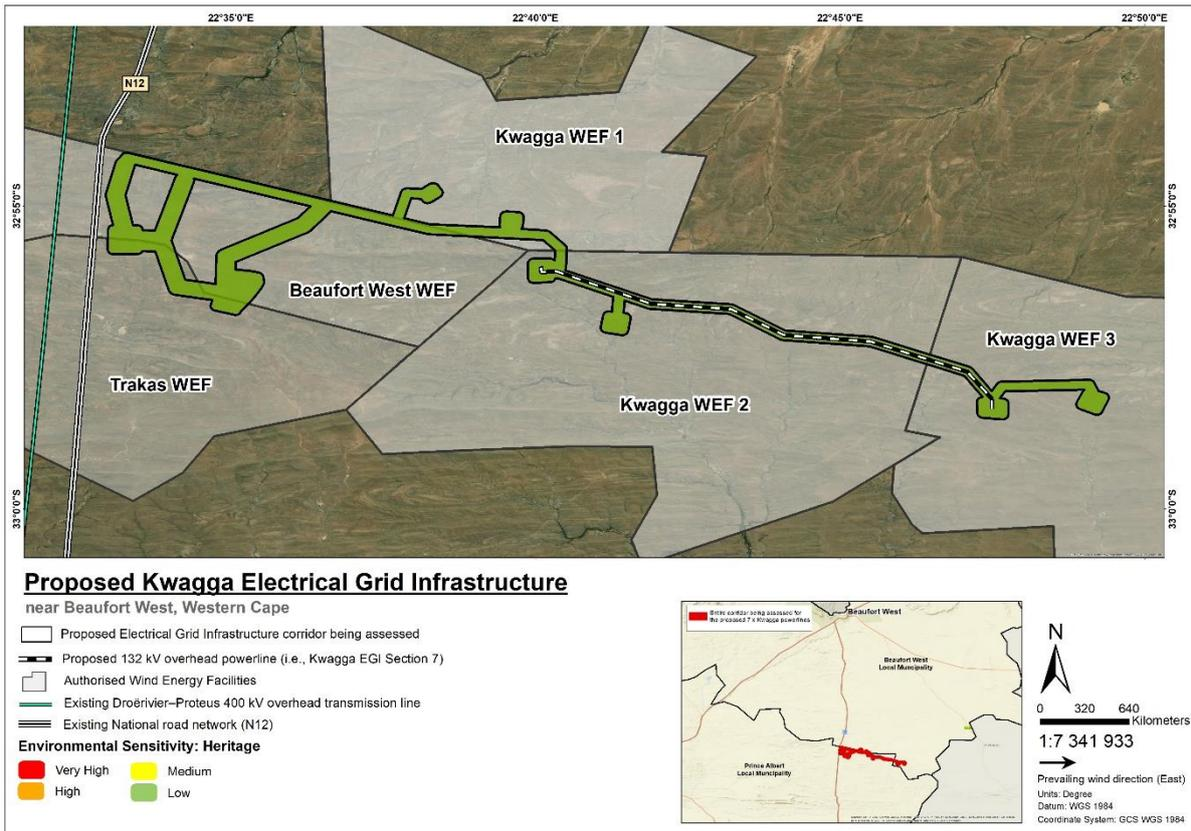 22°35'0"E 22°40'0"E 22°45'0"E 22°50'0"E
N12
Kwagga WEF 1
32°55'0"S 32°55'0"S
Beaufort West WEF
Kwagga WEF 3
Trakas WEF
Kwagga WEF 2
33°0'0"S 33°0'0"S
Proposed Kwagga Electrical Grid Infrastructure
near Beaufort West, Western Cape
Proposed Electrical Grid Infrastructure corridor being assessed
Proposed 132 kV overhead powerline (i.e., Kwagga EGI Section 7)
Authorised Wind Energy Facilities
Existing Droërivier–Proteus 400 kV overhead transmission line
Existing National road network (N12)
Environmental Sensitivity: Heritage
Very High Medium
High Low
Entire corridor being assessed for
the proposed 7 x Kwagga powerlines
Beaufort West
Beaufort West
Local Muncipality
Prince Albert
Local Muncipality
N
0 320 640
Kilometers
1:7 341 933
Prevailing wind direction (East)
Units: Degree
Datum: WGS 1984
Coordinate System: GCS WGS 1984